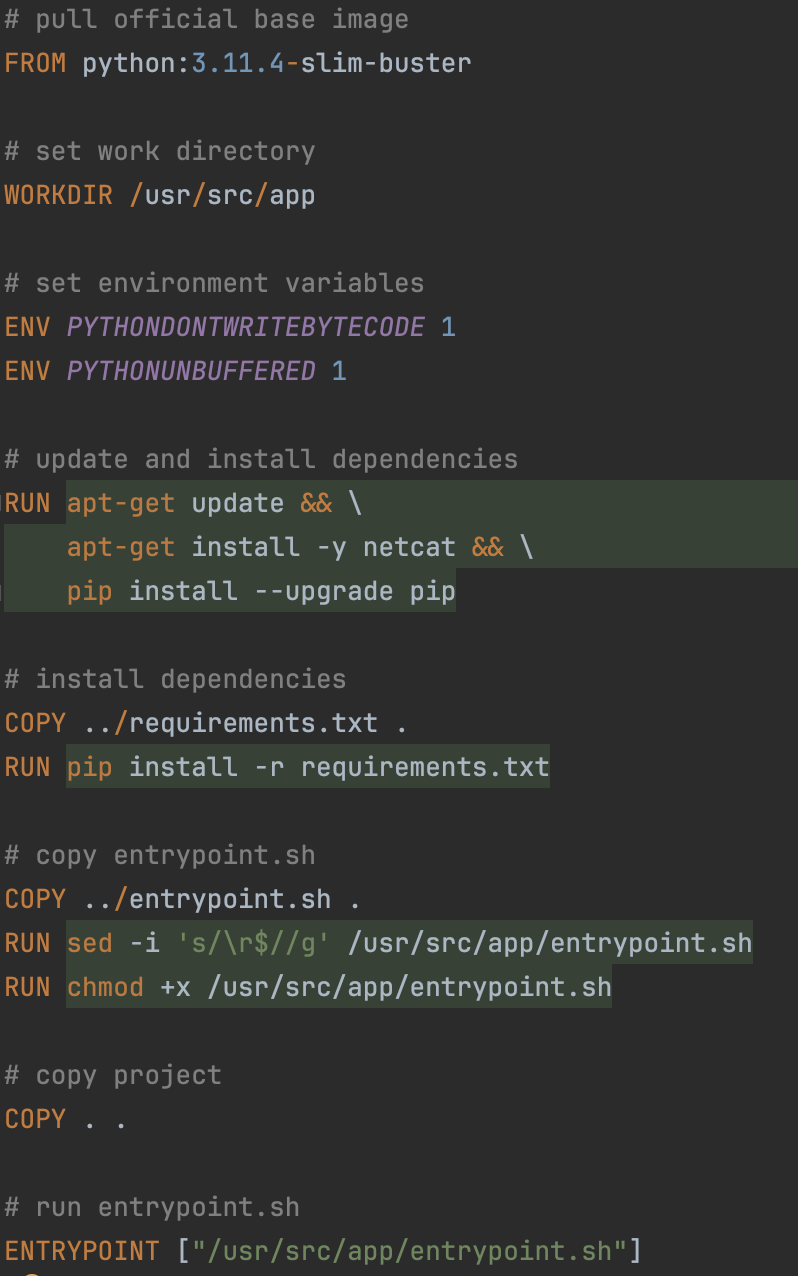 # pull official base image
FROM python:3.11.4-slim-buster
# set work directory
WORKDIR /usr/src/app
# set environment variables
ENV PYTHONDONTWRITEBYTECODE 1
ENV PYTHONUNBUFFERED 1
# update and install dependencies
RUN apt-get update && \
    apt-get install -y netcat && \
    pip install --upgrade pip
# install dependencies
COPY ../requirements.txt .
RUN pip install -r requirements.txt
# copy entrypoint.sh
COPY ../entrypoint.sh .
RUN sed -i 's/\r$//g' /usr/src/app/entrypoint.sh
RUN chmod +x /usr/src/app/entrypoint.sh
# copy project
COPY . .
# run entrypoint.sh
ENTRYPOINT ["/usr/src/app/entrypoint.sh"]